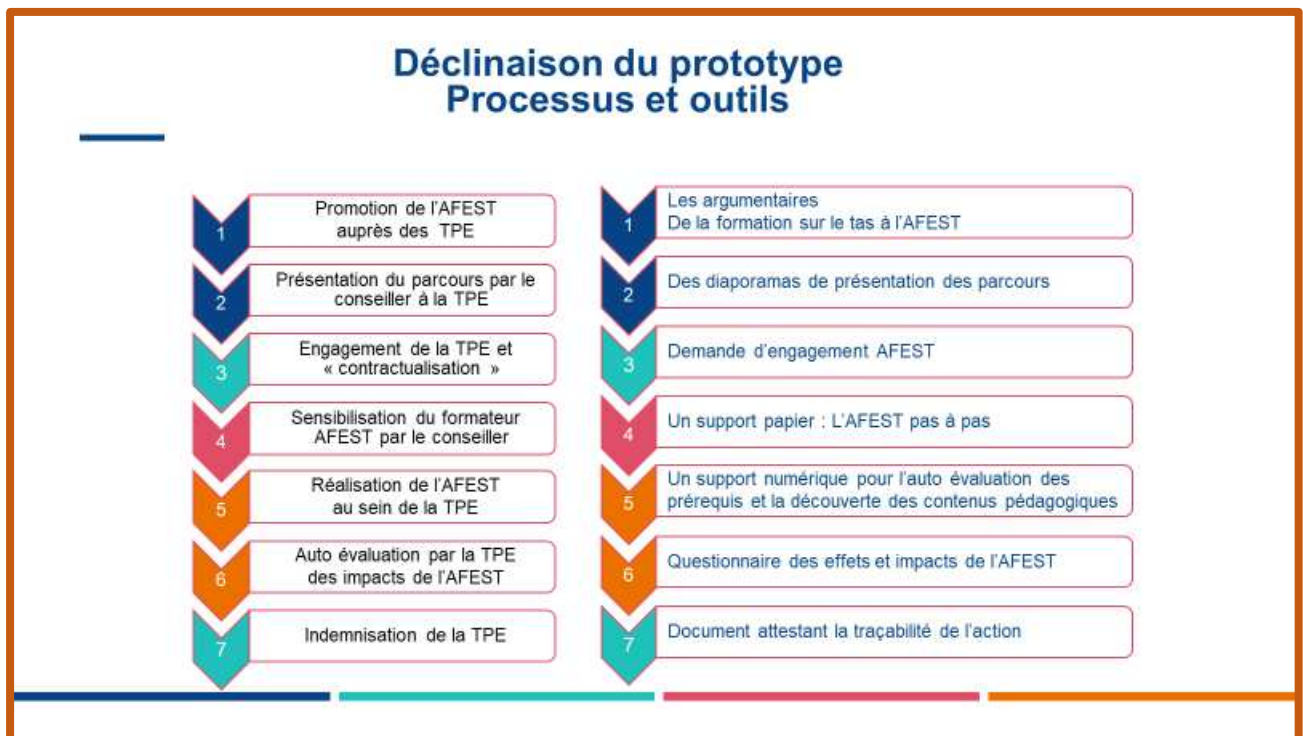 Déclinaison du prototype
Processus et outils
1
Promotion de l'AFEST
auprès des TPE
2
Présentation du parcours par le
conseiller à la TPE
3
Engagement de la TPE et
« contractualisation »
4
Sensibilisation du formateur
AFEST par le conseiller
5
Réalisation de l'AFEST
au sein de la TPE
6
Auto évaluation par la TPE
des impacts de l'AFEST
7
Indemnisation de la TPE
1
Les argumentaires
De la formation sur le tas à l'AFEST
2
Des diaporamas de présentation des parcours
3
Demande d'engagement AFEST
4
Un support papier : L'AFEST pas à pas
5
Un support numérique pour l'auto évaluation des
prérequis et la découverte des contenus pédagogiques
6
Questionnaire des effets et impacts de l'AFEST
7
Document attestant la traçabilité de l'action